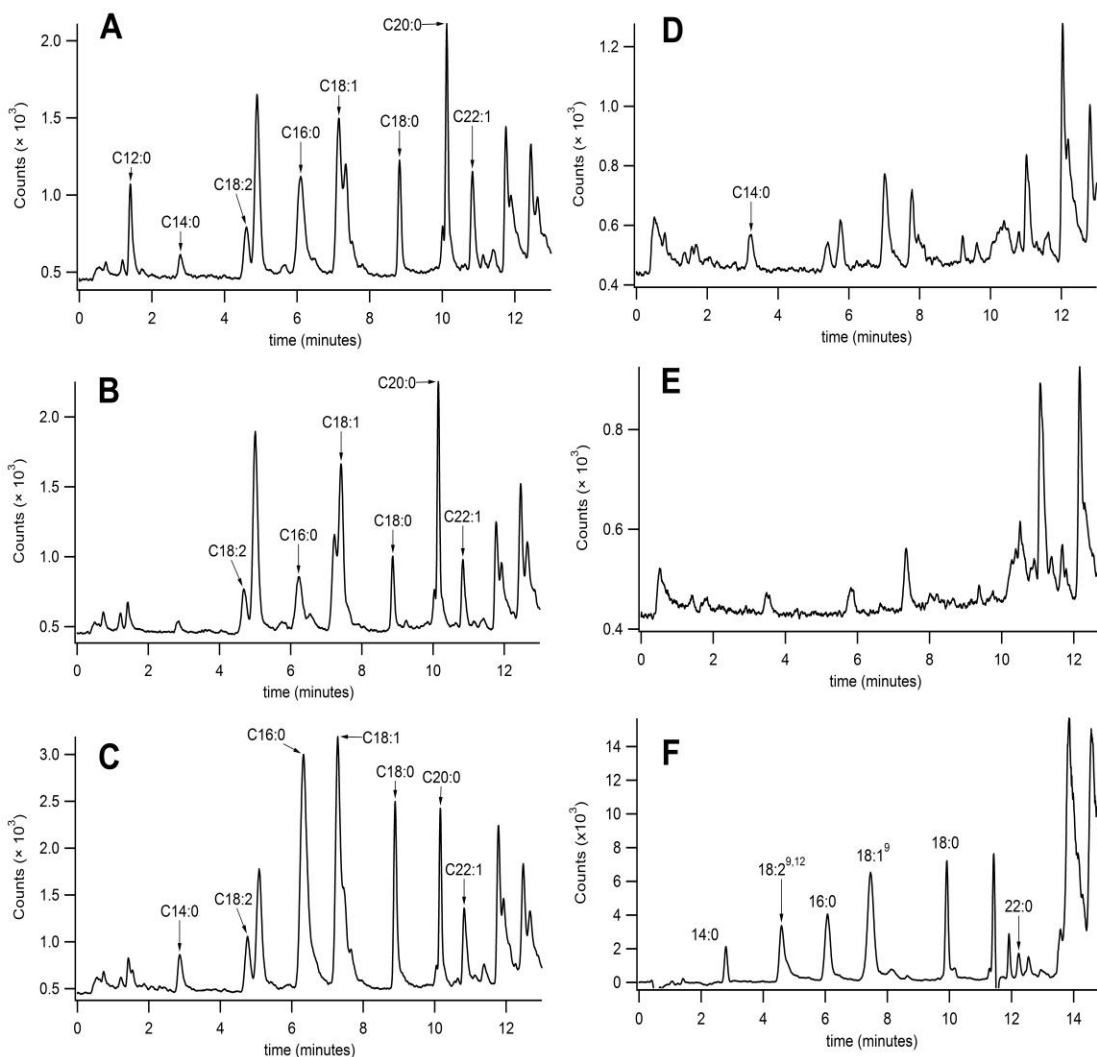 A
C20:0
C18:1
C16:0
C18:0
C22:1
C12:0
C18:2
C14:0
2.0
1.5
1.0
0.5
Counts (× 10³)
0 2 4 6 8 10 12
time (minutes)
D
C14:0
1.2
1.0
0.8
0.6
0.4
Counts (× 10³)
0 2 4 6 8 10 12
time (minutes)
B
C20:0
C18:1
C16:0
C18:0
C22:1
C18:2
2.0
1.5
1.0
0.5
Counts (× 10³)
0 2 4 6 8 10 12
time (minutes)
E
0.8
0.6
0.4
Counts (× 10³)
0 2 4 6 8 10 12
time (minutes)
C
C16:0
C18:1
C18:0
C20:0
C22:1
C14:0
C18:2
3.0
2.5
2.0
1.5
1.0
0.5
Counts (× 10³)
0 2 4 6 8 10 12
time (minutes)
F
18:2⁹,¹²
18:1⁹
18:0
16:0
14:0
22:0
14
12
10
8
6
4
2
0
Counts (x10³)
0 2 4 6 8 10 12 14
time (minutes)